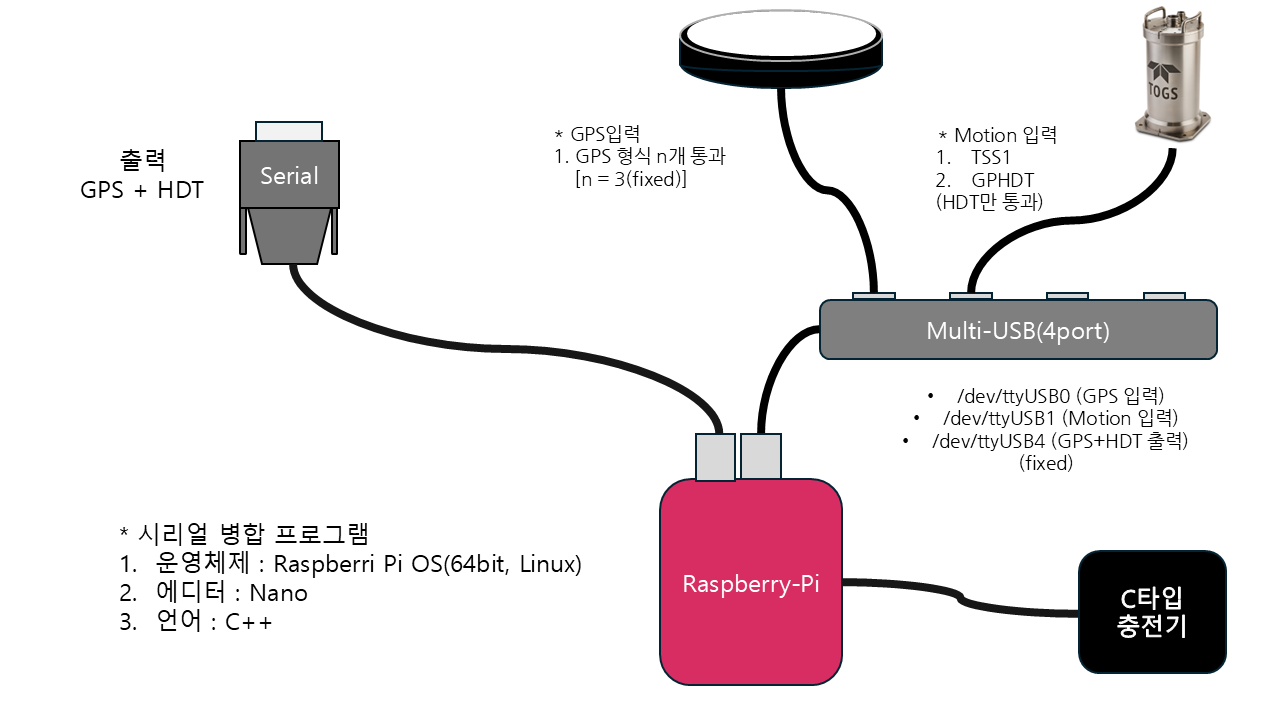 출력
GPS + HDT
Serial
* GPS입력
1. GPS 형식 n개 통과
[n = 3(fixed)]
* Motion 입력
1. TSS1
2. GPHDT
(HDT만 통과)
TOGS
Multi-USB(4port)
• /dev/ttyUSB0 (GPS 입력)
• /dev/ttyUSB1 (Motion 입력)
• /dev/ttyUSB4 (GPS+HDT 출력)
(fixed)
* 시리얼 병합 프로그램
1. 운영체제 : Raspberri Pi OS(64bit, Linux)
2. 에디터 : Nano
3. 언어 : C++
Raspberry-Pi
C타입
충전기